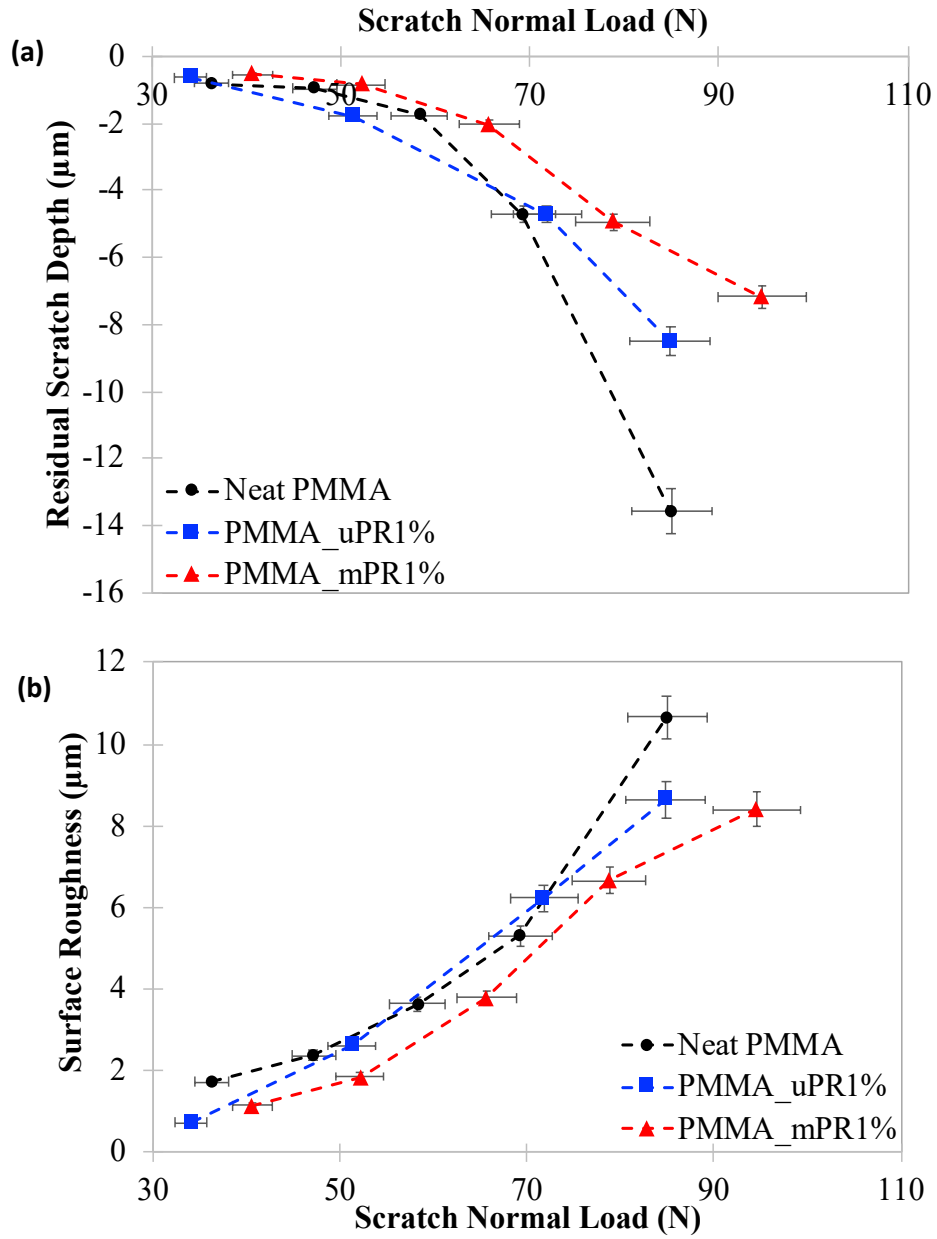 Scratch Normal Load (N)
(a)
30 50 70 90 110
0
-2
-4
-6
-8
-10
-12
-14
-16
Residual Scratch Depth (µm)
Neat PMMA
PMMA_uPR1%
PMMA_mPR1%
(b)
12
10
8
6
4
2
0
Surface Roughness (µm)
Neat PMMA
PMMA_uPR1%
PMMA_mPR1%
30 50 70 90 110
Scratch Normal Load (N)